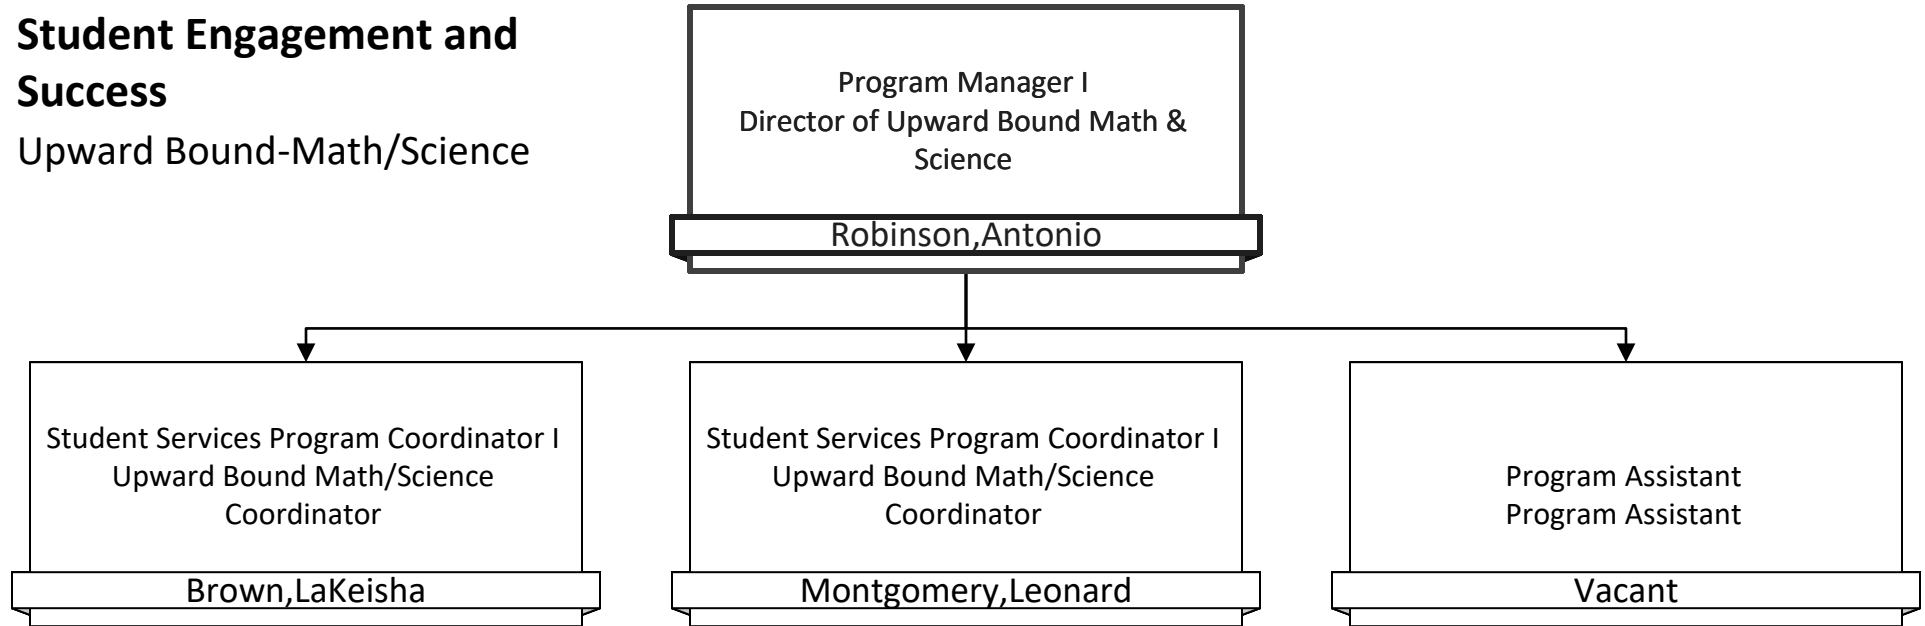 Student Engagement and
Success
Upward Bound-Math/Science
Program Manager I
Director of Upward Bound Math &
Science
Robinson,Antonio
Student Services Program Coordinator I
Upward Bound Math/Science
Coordinator
Brown,LaKeisha
Student Services Program Coordinator I
Upward Bound Math/Science
Coordinator
Montgomery,Leonard
Program Assistant
Program Assistant
Vacant